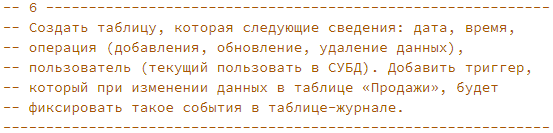 -- 6 -----------------------------------------------------------
-- Создать таблицу, которая следующие сведения: дата, время,
-- операция (добавления, обновление, удаление данных),
-- пользователь (текущий пользовать в СУБД). Добавить триггер,
-- который при изменении данных в таблице «Продажи», будет
-- фиксировать такое события в таблице-журнале.
----------------------------------------------------------------